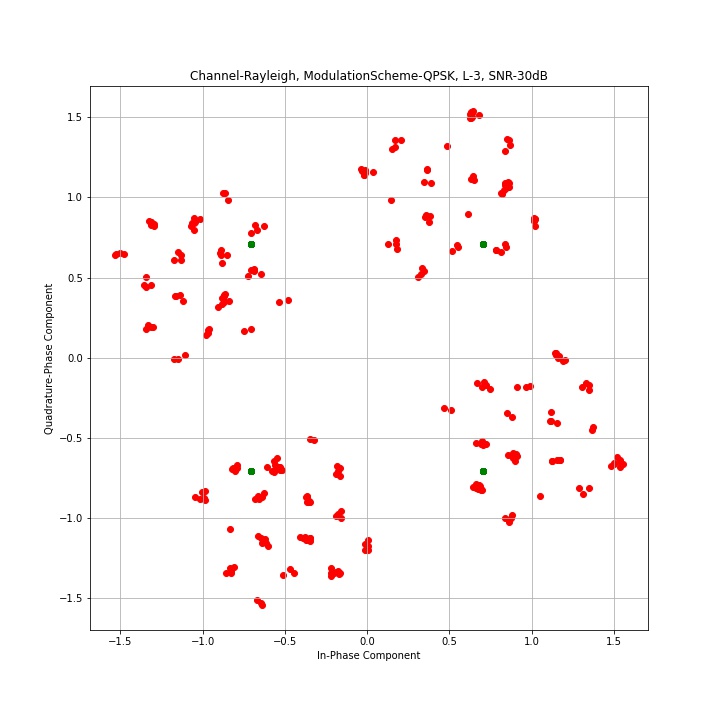 Channel-Rayleigh, ModulationScheme-QPSK, L-3, SNR-30dB
1.5
1.0
0.5
0.0
−0.5
−1.0
−1.5
Quadrature-Phase Component
−1.5 −1.0 −0.5 0.0 0.5 1.0 1.5
In-Phase Component